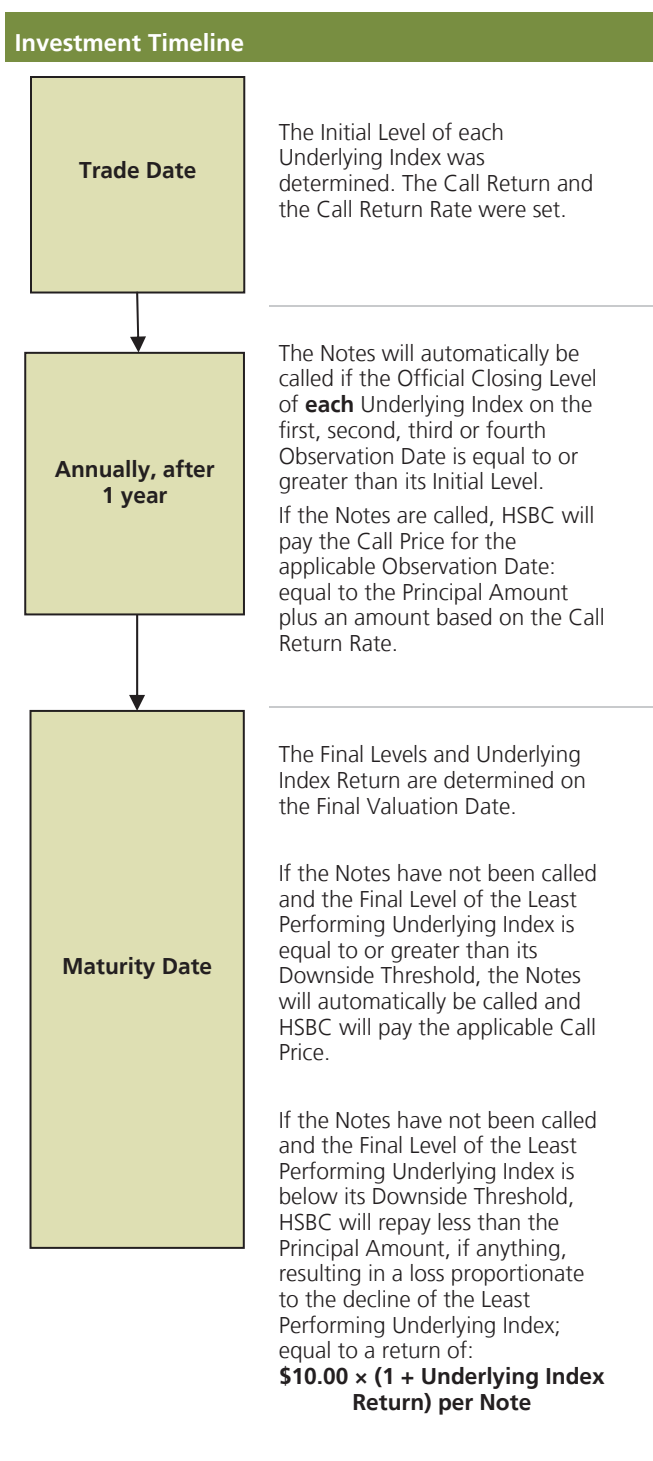 Investment Timeline
Trade Date
The Initial Level of each
Underlying Index was
determined. The Call Return and
the Call Return Rate were set.
Annually, after
1 year
The Notes will automatically be
called if the Official Closing Level
of each Underlying Index on the
first, second, third or fourth
Observation Date is equal to or
greater than its Initial Level.
If the Notes are called, HSBC will
pay the Call Price for the
applicable Observation Date:
equal to the Principal Amount
plus an amount based on the Call
Return Rate.
Maturity Date
The Final Levels and Underlying
Index Return are determined on
the Final Valuation Date.
If the Notes have not been called
and the Final Level of the Least
Performing Underlying Index is
equal to or greater than its
Downside Threshold, the Notes
will automatically be called and
HSBC will pay the applicable Call
Price.
If the Notes have not been called
and the Final Level of the Least
Performing Underlying Index is
below its Downside Threshold,
HSBC will repay less than the
Principal Amount, if anything,
resulting in a loss proportionate
to the decline of the Least
Performing Underlying Index;
equal to a return of:
$10.00 × (1 + Underlying Index
Return) per Note